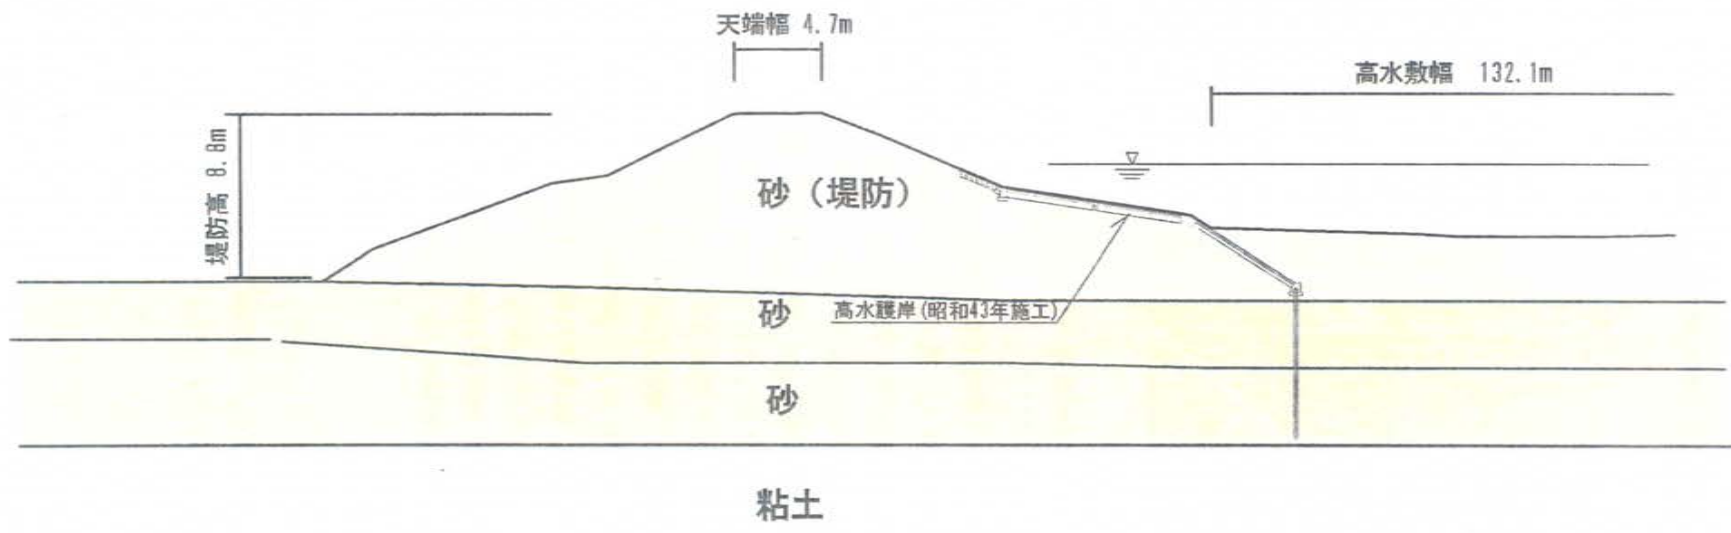 天端幅 4.7m
高水敷幅 132.1m
堤防高 8.8m
砂（堤防）
砂
高水護岸(昭和43年施工)
砂
粘土